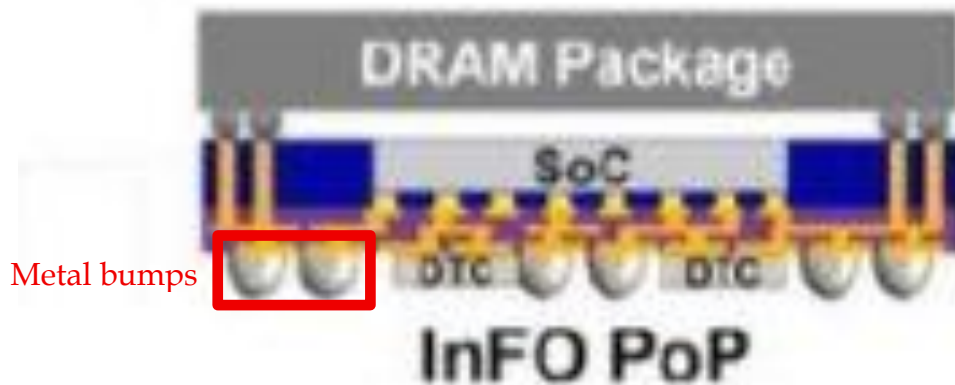 DRAM Package
SoC
Metal bumps
DTC DTC
InFO PoP